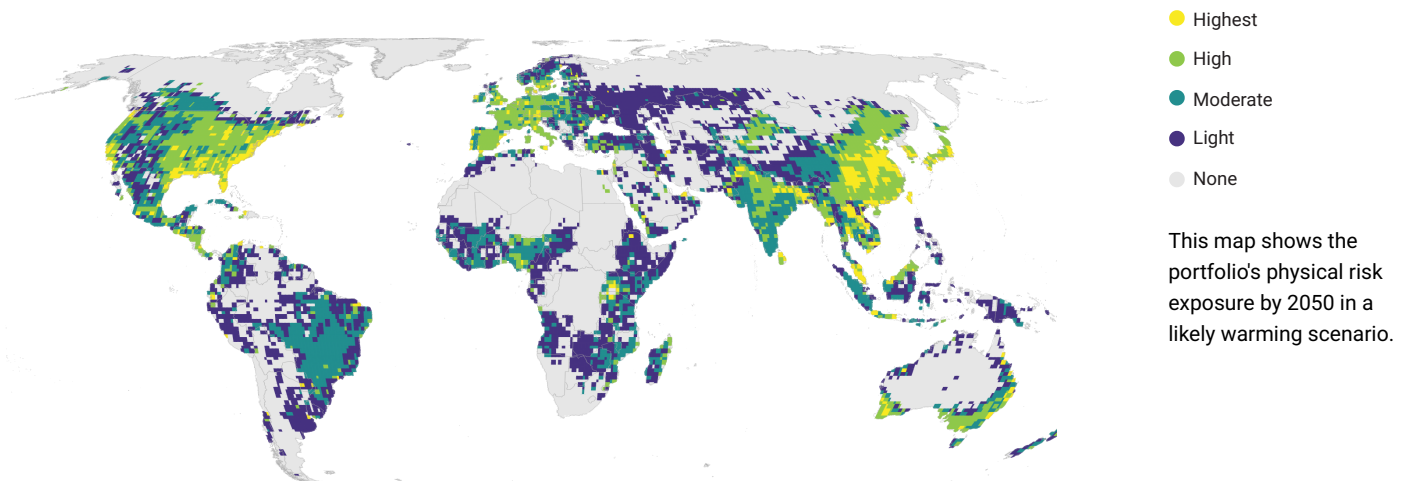 Highest
High
Moderate
Light
None
This map shows the
portfolio's physical risk
exposure by 2050 in a
likely warming scenario.